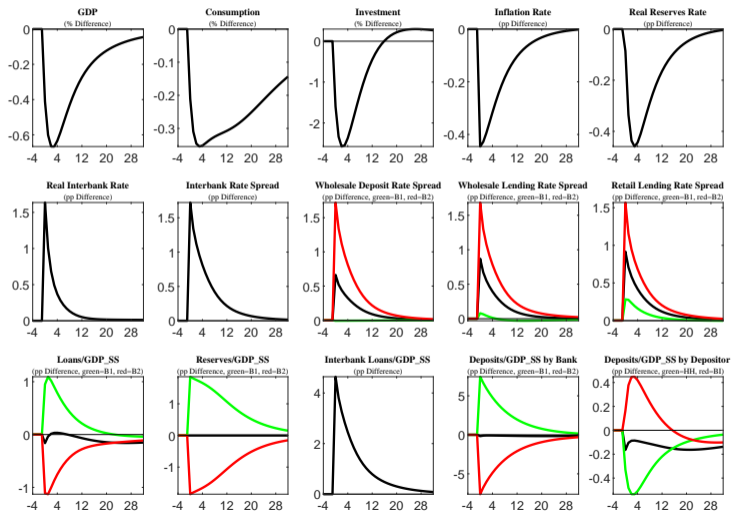 GDP
(% Difference)
0
-0.2
-0.4
-0.6
-4 4 12 20 28
Consumption
(% Difference)
0
-0.1
-0.2
-0.3
-4 4 12 20 28
Investment
(% Difference)
0
-1
-2
-4 4 12 20 28
Inflation Rate
(pp Difference)
0
-0.2
-0.4
-4 4 12 20 28
Real Reserves Rate
(pp Difference)
0
-0.2
-0.4
-4 4 12 20 28
Real Interbank Rate
(pp Difference)
1.5
1
0.5
0
-4 4 12 20 28
Interbank Rate Spread
(pp Difference)
1.5
1
0.5
0
-4 4 12 20 28
Wholesale Deposit Rate Spread
(pp Difference, green=B1, red=B2)
1.5
1
0.5
0
-4 4 12 20 28
Wholesale Lending Rate Spread
(pp Difference, green=B1, red=B2)
1.5
1
0.5
0
-4 4 12 20 28
Retail Lending Rate Spread
(pp Difference, green=B1, red=B2)
1.5
1
0.5
0
-4 4 12 20 28
Loans/GDP_SS
(pp Difference, green=B1, red=B2)
1
0
-1
-4 4 12 20 28
Reserves/GDP_SS
(pp Difference, green=B1, red=B2)
1
0
-1
-4 4 12 20 28
Interbank Loans/GDP_SS
(pp Difference)
4
2
0
-4 4 12 20 28
Deposits/GDP_SS by Bank
(pp Difference, green=B1, red=B2)
5
0
-5
-4 4 12 20 28
Deposits/GDP_SS by Depositor
(pp Difference, green=HH, red=BI)
0.4
0.2
0
-0.2
-0.4
-4 4 12 20 28